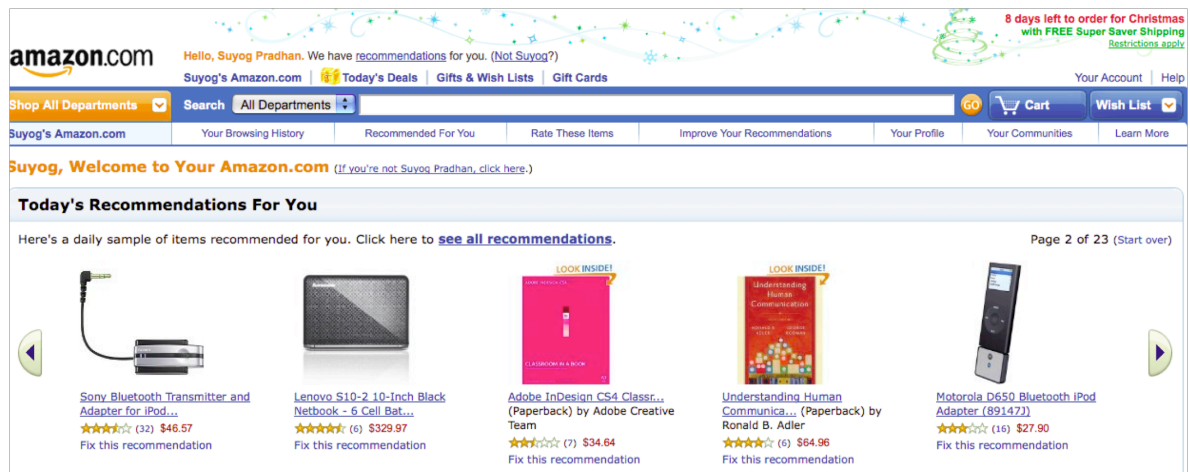 8 days left to order for Christmas
with FREE Super Saver Shipping
Restrictions apply
amazon.com
Hello, Suyog Pradhan. We have recommendations for you. (Not Suyog?)
Suyog's Amazon.com | Today's Deals | Gifts & Wish Lists | Gift Cards
Your Account | Help
Shop All Departments
Search All Departments GO Cart Wish List
Suyog's Amazon.com Your Browsing History Recommended For You Rate These Items Improve Your Recommendations Your Profile Your Communities Learn More
Suyog, Welcome to Your Amazon.com (If you're not Suyog Pradhan, click here.)
Today's Recommendations For You
Here's a daily sample of items recommended for you. Click here to see all recommendations.
Page 2 of 23 (Start over)
Sony Bluetooth Transmitter and
Adapter for iPod...
(32) $46.57
Fix this recommendation
Lenovo S10-2 10-Inch Black
Netbook - 6 Cell Bat...
(6) $329.97
Fix this recommendation
LOOK INSIDE!
CLASSROOM IN A BOOK
Adobe InDesign CS4 Classr...
(Paperback) by Adobe Creative
Team
(7) $34.64
Fix this recommendation
LOOK INSIDE!
Understanding
Human
Communication
Understanding Human
Communica... (Paperback) by
Ronald B. Adler
(6) $64.96
Fix this recommendation
Motorola D650 Bluetooth iPod
Adapter (89147J)
(16) $27.90
Fix this recommendation